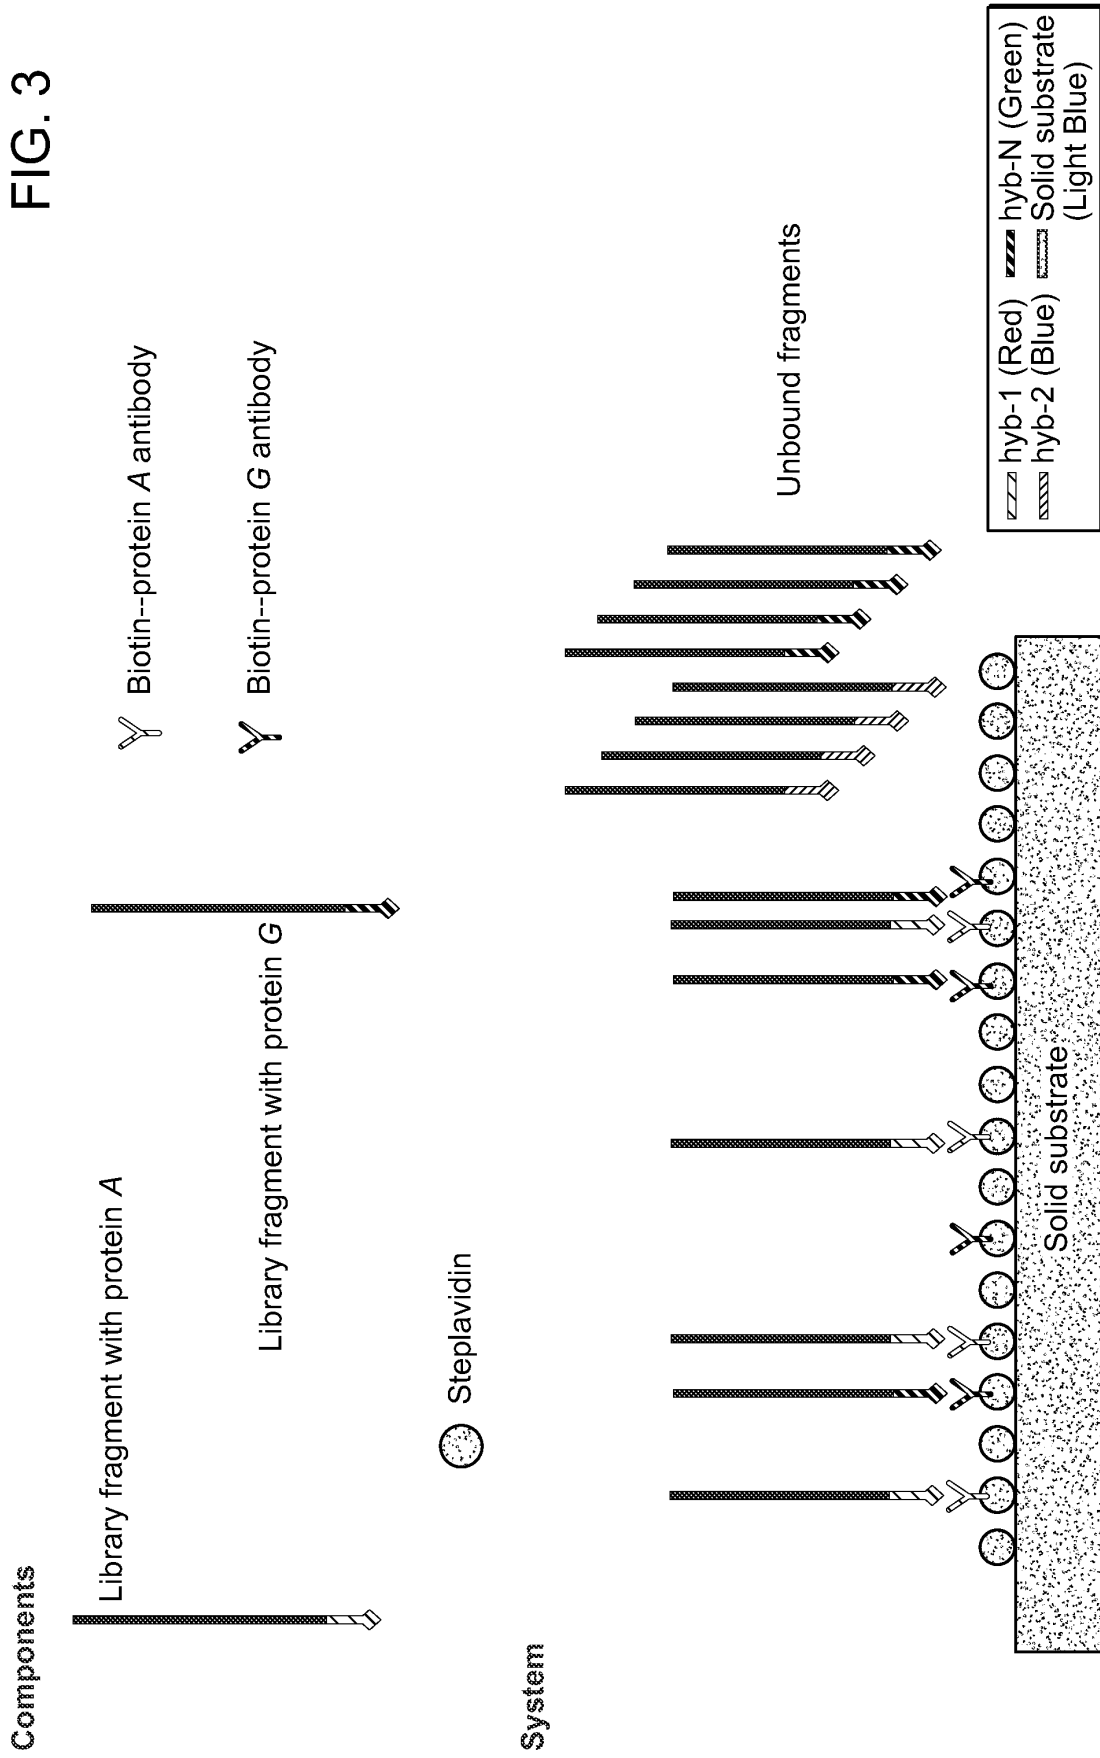 FIG. 3
Components
Library fragment with protein A
Library fragment with protein G
Biotin--protein A antibody
Biotin--protein G antibody
Steplavidin
System
Unbound fragments
Solid substrate
hyb-1 (Red)
hyb-2 (Blue)
hyb-N (Green)
Solid substrate
(Light Blue)